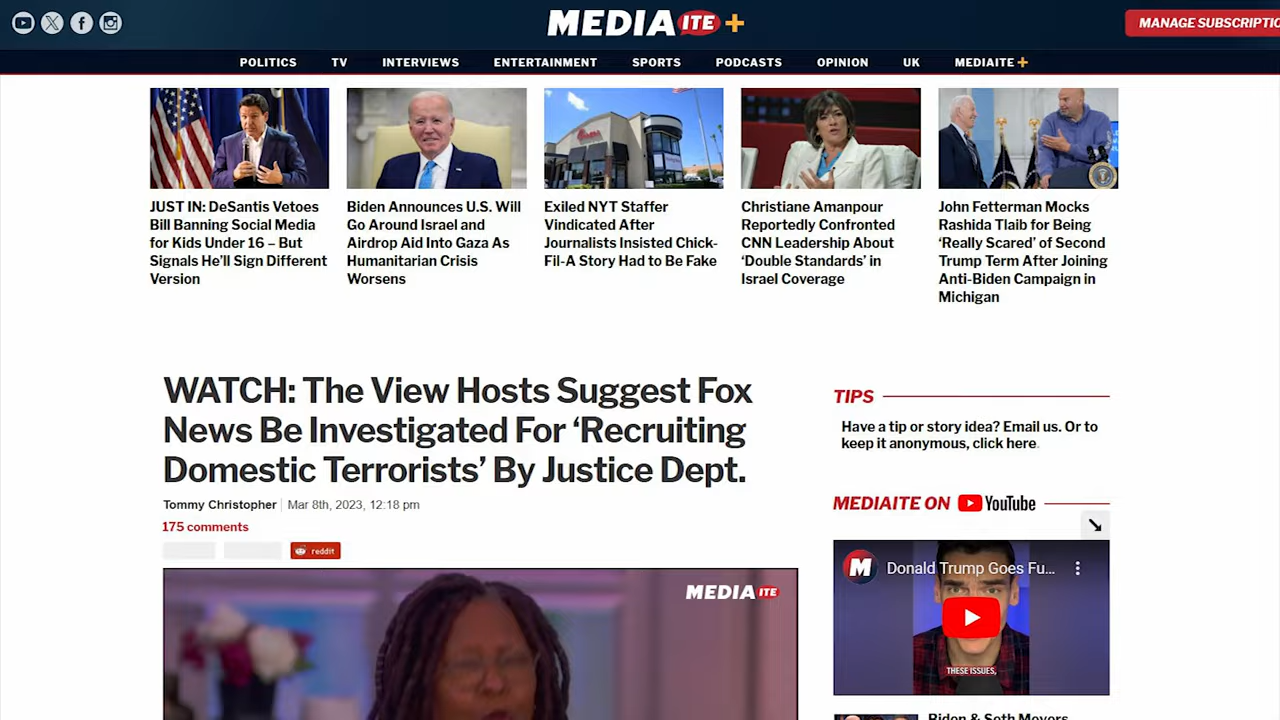 MEDIAITE+
MANAGE SUBSCRIPTIO
POLITICS TV INTERVIEWS ENTERTAINMENT SPORTS PODCASTS OPINION UK MEDIAITE+
JUST IN: DeSantis Vetoes
Bill Banning Social Media
for Kids Under 16 – But
Signals He'll Sign Different
Version
Biden Announces U.S. Will
Go Around Israel and
Airdrop Aid Into Gaza As
Humanitarian Crisis
Worsens
Exiled NYT Staffer
Vindicated After
Journalists Insisted Chick-
Fil-A Story Had to Be Fake
Christiane Amanpour
Reportedly Confronted
CNN Leadership About
'Double Standards' in
Israel Coverage
John Fetterman Mocks
Rashida Tlaib for Being
'Really Scared' of Second
Trump Term After Joining
Anti-Biden Campaign in
Michigan
WATCH: The View Hosts Suggest Fox
News Be Investigated For ‘Recruiting
Domestic Terrorists’ By Justice Dept.
Tommy Christopher Mar 8th, 2023, 12:18 pm
175 comments
reddit
MEDIAITE
TIPS
Have a tip or story idea? Email us. Or to
keep it anonymous, click here.
MEDIAITE ON YouTube
M Donald Trump Goes Fu...
THESE ISSUES,
Biden & Seth Meyers